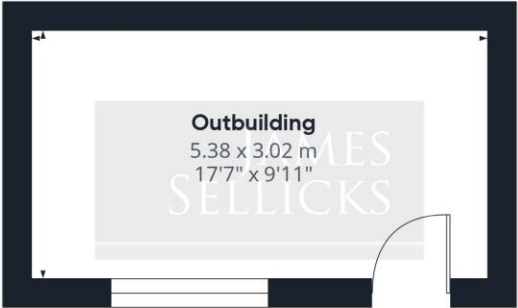 Outbuilding
5.38 x 3.02 m
17'7" x 9'11"
JAMES
SELLICKS